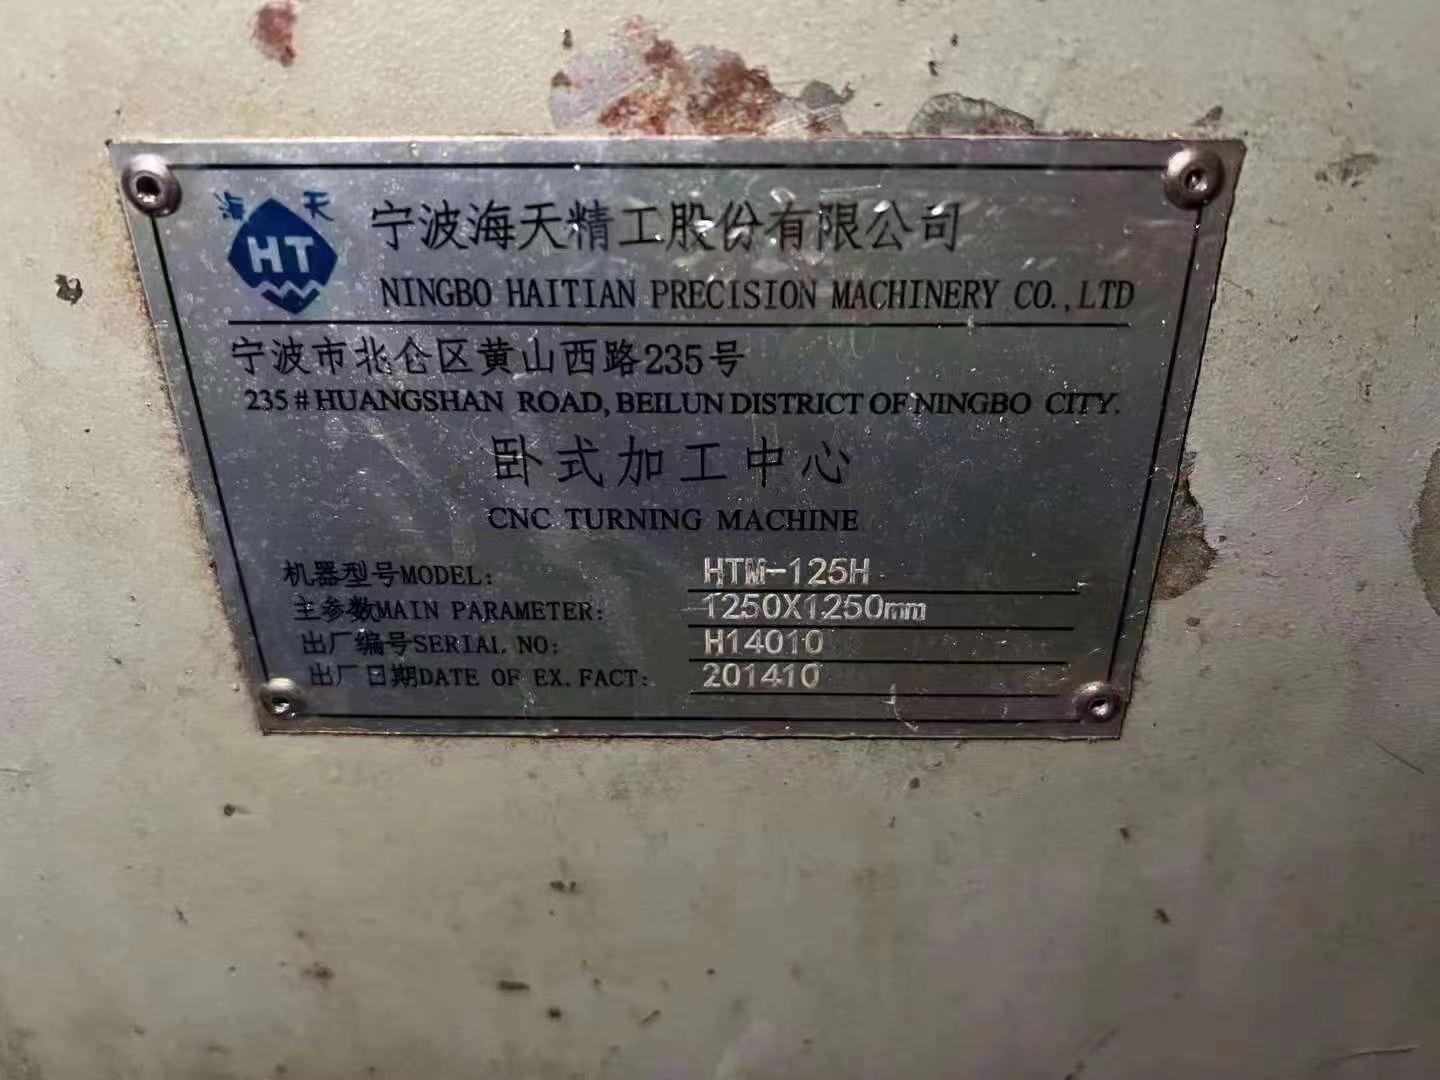 海天
HT
宁波海天精工股份有限公司
NINGBO HAITIAN PRECISION MACHINERY CO.,LTD
宁波市北仑区黄山西路235号
235#HUANGSHAN ROAD, BEILUN DISTRICT OF NINGBO CITY.
卧式加工中心
CNC TURNING MACHINE
机器型号MODEL: HTM-125H
主参数MAIN PARAMETER: 1250X1250mm
出厂编号SERIAL NO: H14010
出厂日期DATE OF EX.FACT: 201410